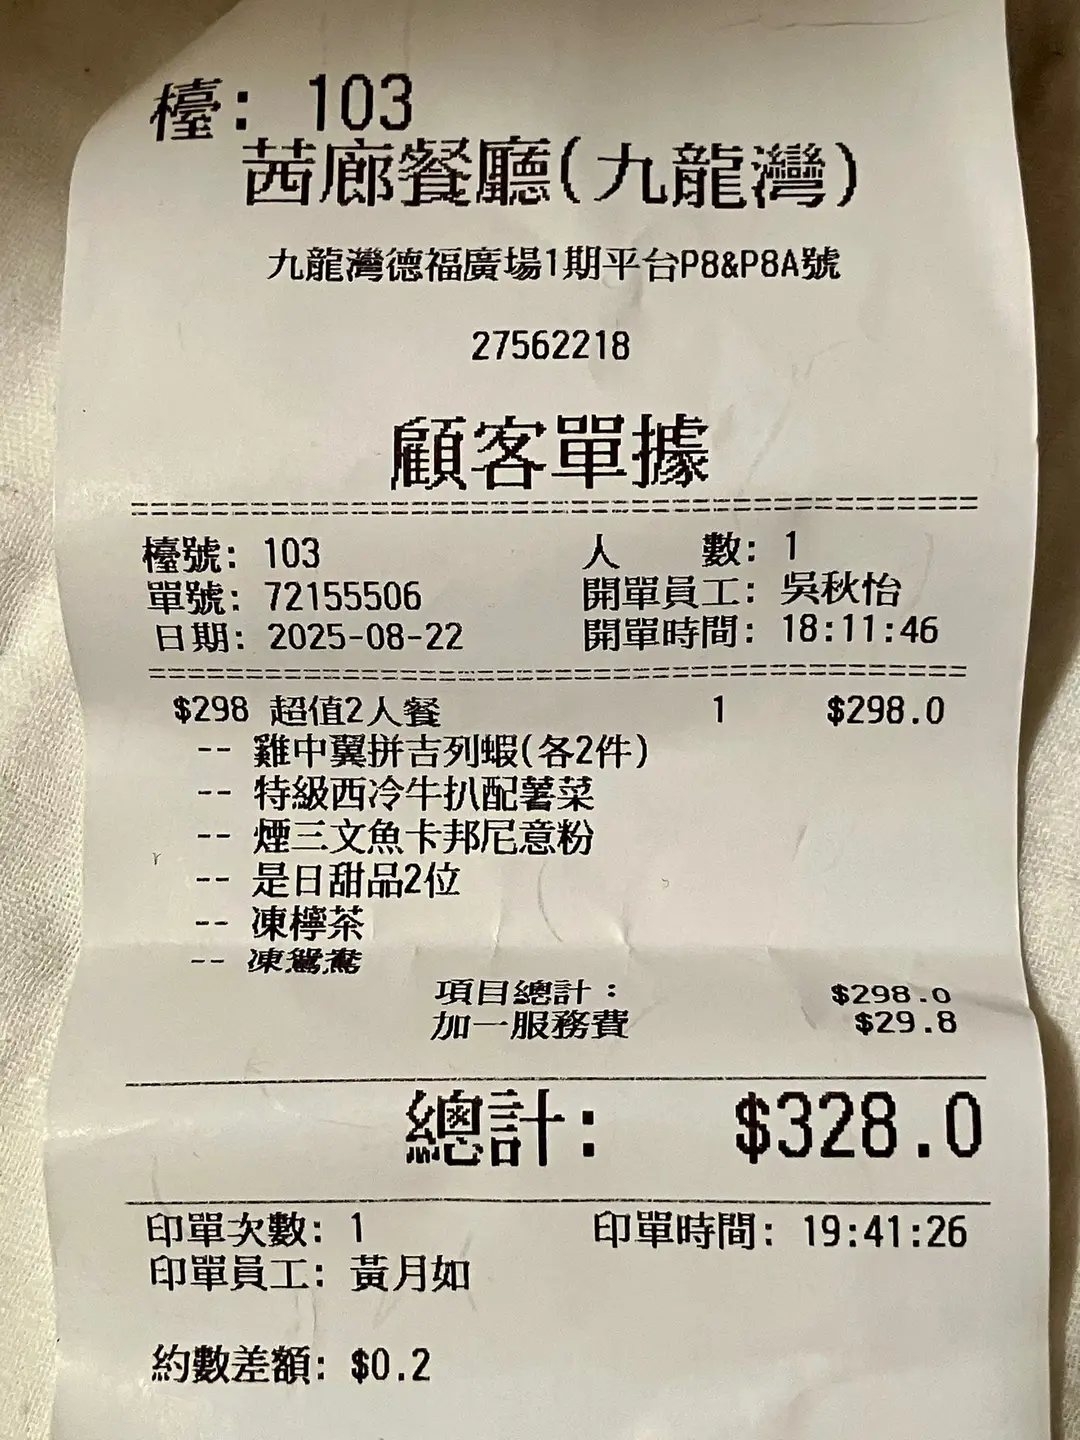 檯: 103
茜廊餐廳(九龍灣)
九龍灣德福廣場1期平台P8&P8A號
27562218
顧客單據
檯號: 103 人 數: 1
單號: 72155506 開單員工: 吳秋怡
日期: 2025-08-22 開單時間: 18:11:46
$298 超值2人餐 1 $298.0
-- 雞中翼拼吉列蝦(各2件)
-- 特級西冷牛扒配薯菜
-- 煙三文魚卡邦尼意粉
-- 是日甜品2位
-- 凍檸茶
-- 凍鴛鴦
項目總計: $298.0
加一服務費 $29.8
總計: $328.0
印單次數: 1 印單時間: 19:41:26
印單員工: 黃月如
約數差額: $0.2